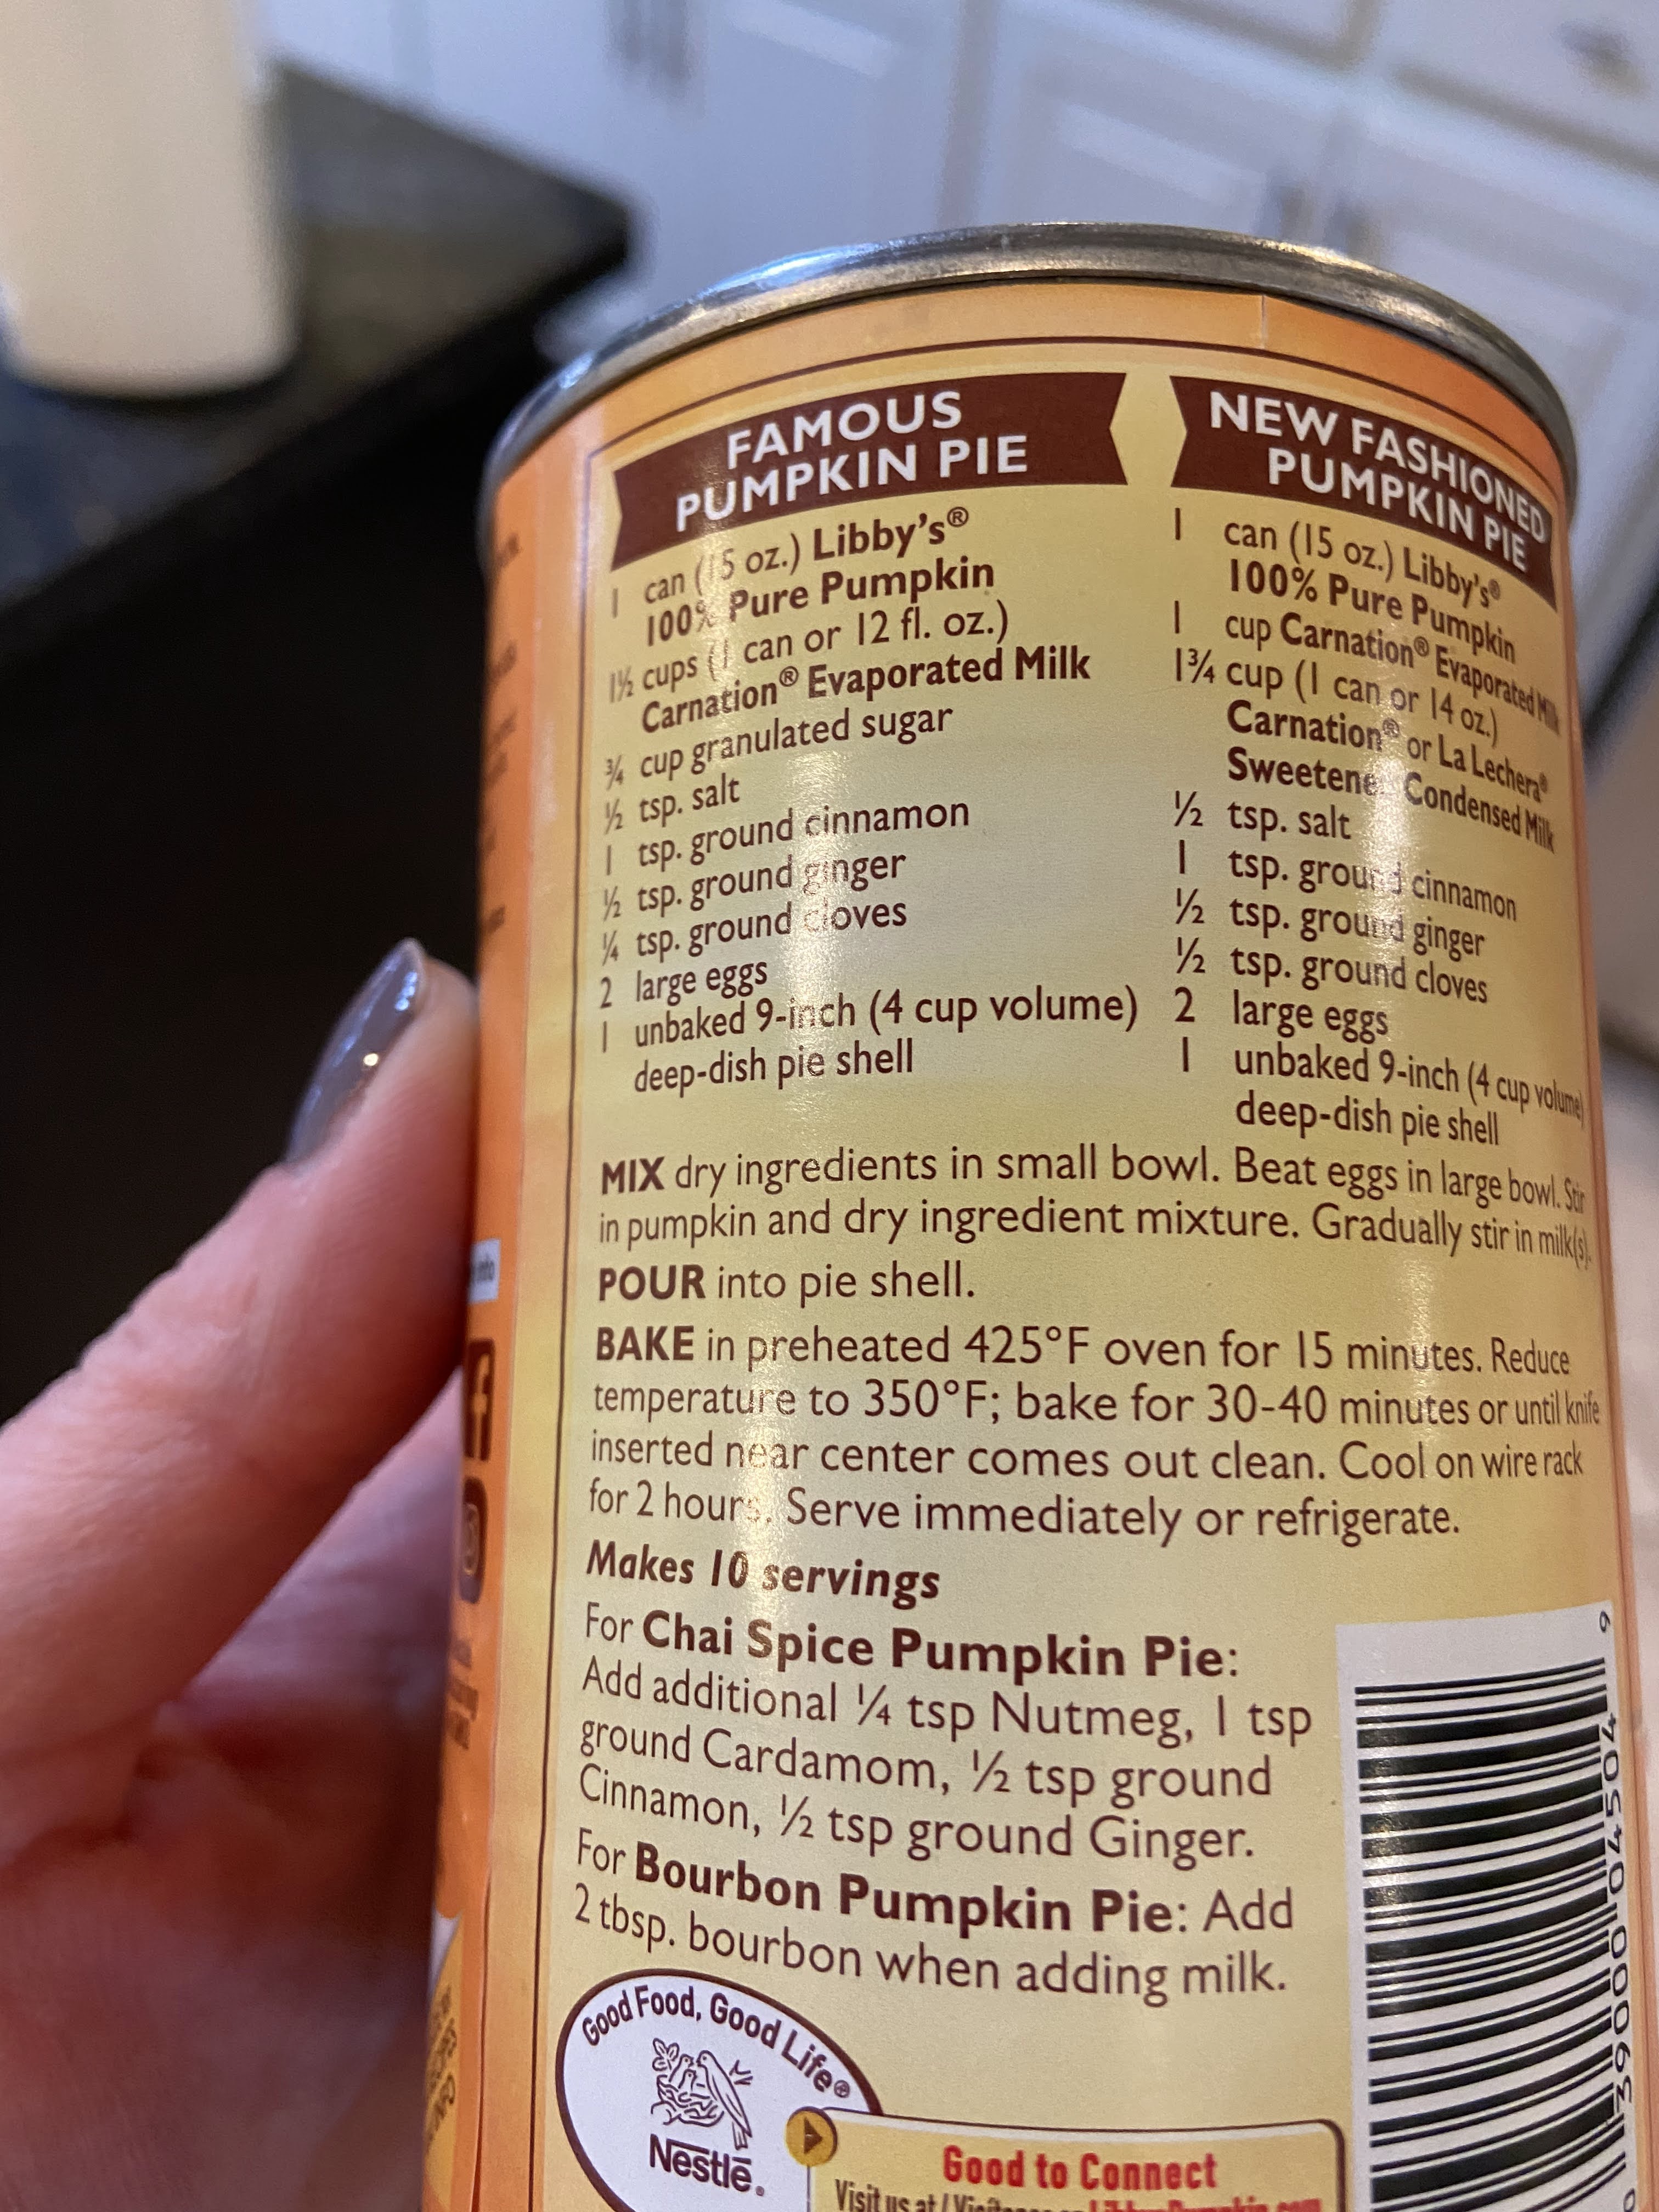 FAMOUS
PUMPKIN PIE
1 can (15 oz.) Libby's®
100% Pure Pumpkin
1½ cups (1 can or 12 fl. oz.)
Carnation® Evaporated Milk
¾ cup granulated sugar
½ tsp. salt
1 tsp. ground cinnamon
½ tsp. ground ginger
¼ tsp. ground cloves
2 large eggs
1 unbaked 9-inch (4 cup volume)
deep-dish pie shell
NEW FASHIONED
PUMPKIN PIE
1 can (15 oz.) Libby's®
100% Pure Pumpkin
1 cup Carnation® Evaporated Milk
1¾ cup (1 can or 14 oz.)
Carnation® or La Lechera®
Sweetened Condensed Milk
½ tsp. salt
1 tsp. ground cinnamon
½ tsp. ground ginger
½ tsp. ground cloves
2 large eggs
1 unbaked 9-inch (4 cup volume)
deep-dish pie shell
MIX dry ingredients in small bowl. Beat eggs in large bowl. Stir
in pumpkin and dry ingredient mixture. Gradually stir in milk(s).
POUR into pie shell.
BAKE in preheated 425°F oven for 15 minutes. Reduce
temperature to 350°F; bake for 30-40 minutes or until knife
inserted near center comes out clean. Cool on wire rack
for 2 hours. Serve immediately or refrigerate.
Makes 10 servings
For Chai Spice Pumpkin Pie:
Add additional ¼ tsp Nutmeg, 1 tsp
ground Cardamom, ½ tsp ground
Cinnamon, ½ tsp ground Ginger.
For Bourbon Pumpkin Pie: Add
2 tbsp. bourbon when adding milk.
Good Food, Good Life®
Nestlé®
Good to Connect
Visit us at /
39000 04504 9